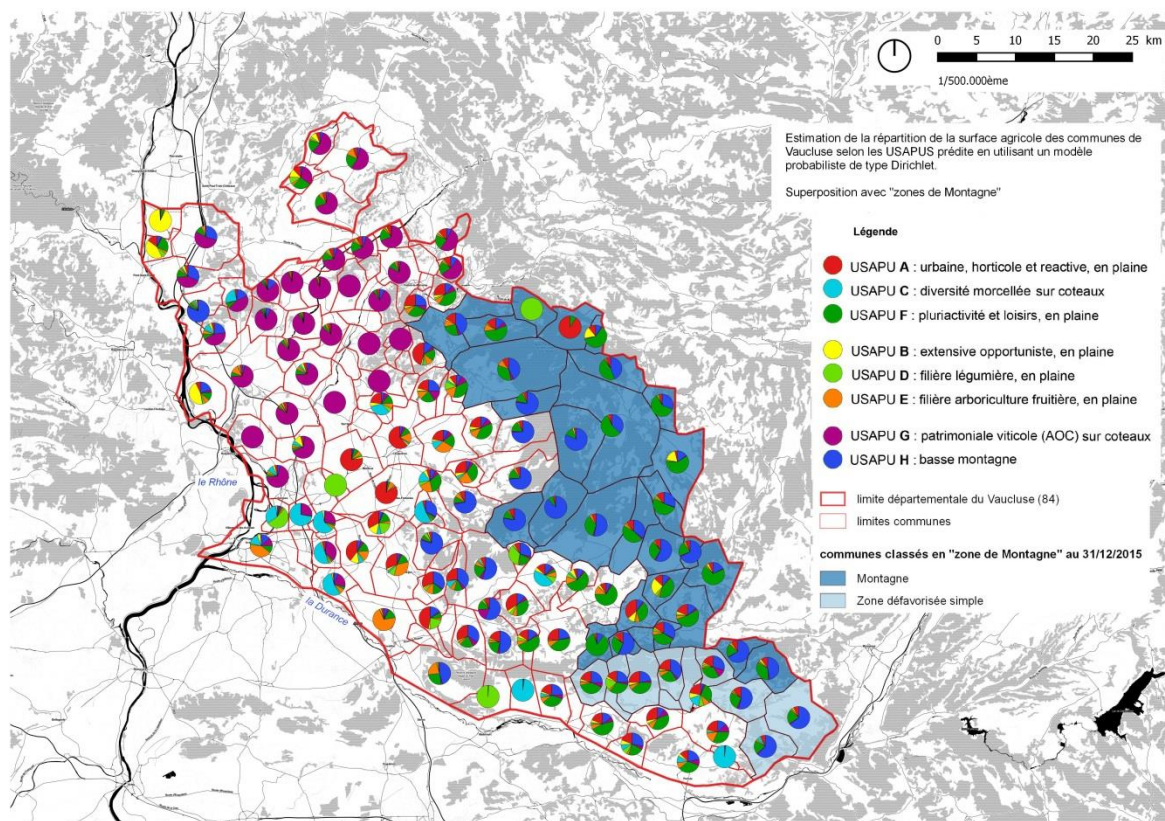 0 5 10 15 20 25 km
1/500.000ème
Estimation de la répartition de la surface agricole des communes de
Vaucluse selon les USAPUS prédite en utilisant un modèle
probabiliste de type Dirichlet.
Superposition avec "zones de Montagne"
Légende
USAPU A : urbaine, horticole et reactive, en plaine
USAPU C : diversité morcellée sur coteaux
USAPU F : pluriactivité et loisirs, en plaine
USAPU B : extensive opportuniste, en plaine
USAPU D : filière légumière, en plaine
USAPU E : filière arboriculture fruitière, en plaine
USAPU G : patrimoniale viticole (AOC) sur coteaux
USAPU H : basse montagne
limite départementale du Vaucluse (84)
limites communes
communes classés en "zone de Montagne" au 31/12/2015
Montagne
Zone défavorisée simple
le Rhône
la Durance